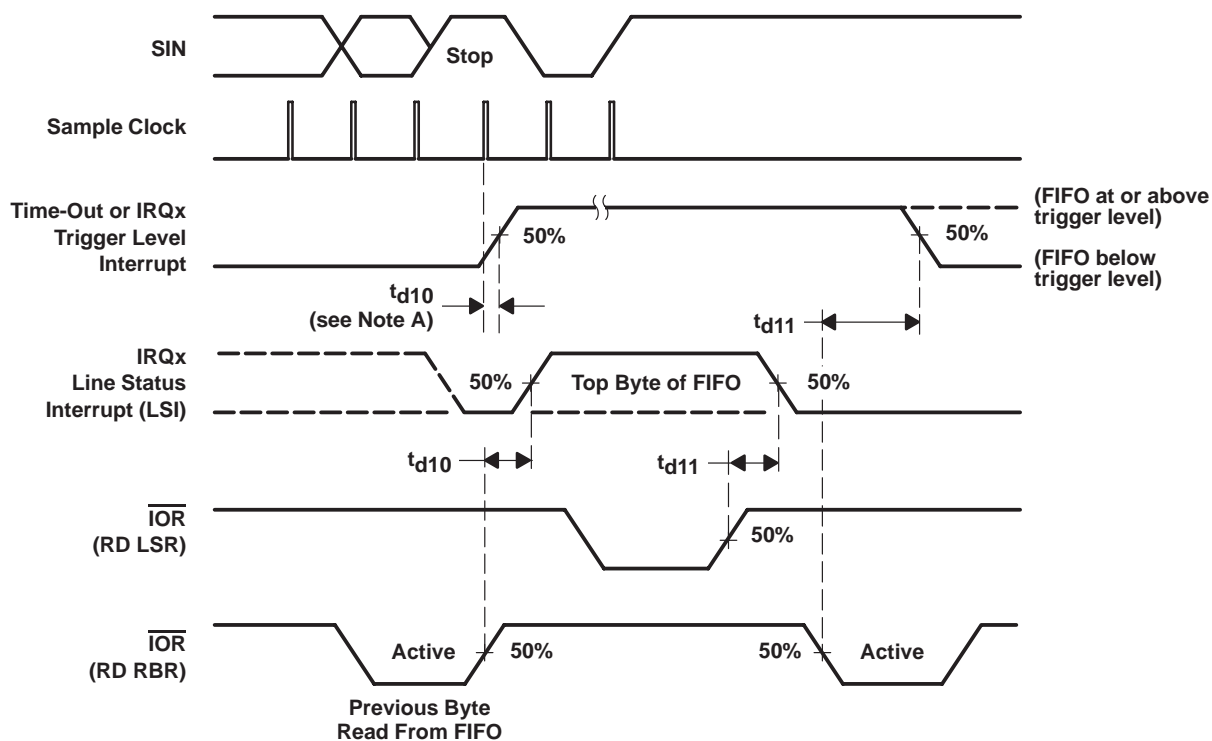 SIN
Stop
Sample Clock
Time-Out or IRQx
Trigger Level
Interrupt
50%
50%
(FIFO at or above
trigger level)
(FIFO below
trigger level)
td10
(see Note A)
td11
IRQx
Line Status
Interrupt (LSI)
50%
Top Byte of FIFO
50%
td10
td11
IOR
(RD LSR)
50%
IOR
(RD RBR)
Active
50%
50%
Active
Previous Byte
Read From FIFO